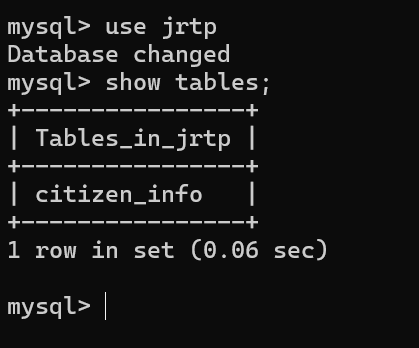 mysql> use jrtp
Database changed
mysql> show tables;
+----------------+
| Tables_in_jrtp |
+----------------+
| citizen_info   |
+----------------+
1 row in set (0.06 sec)

mysql>